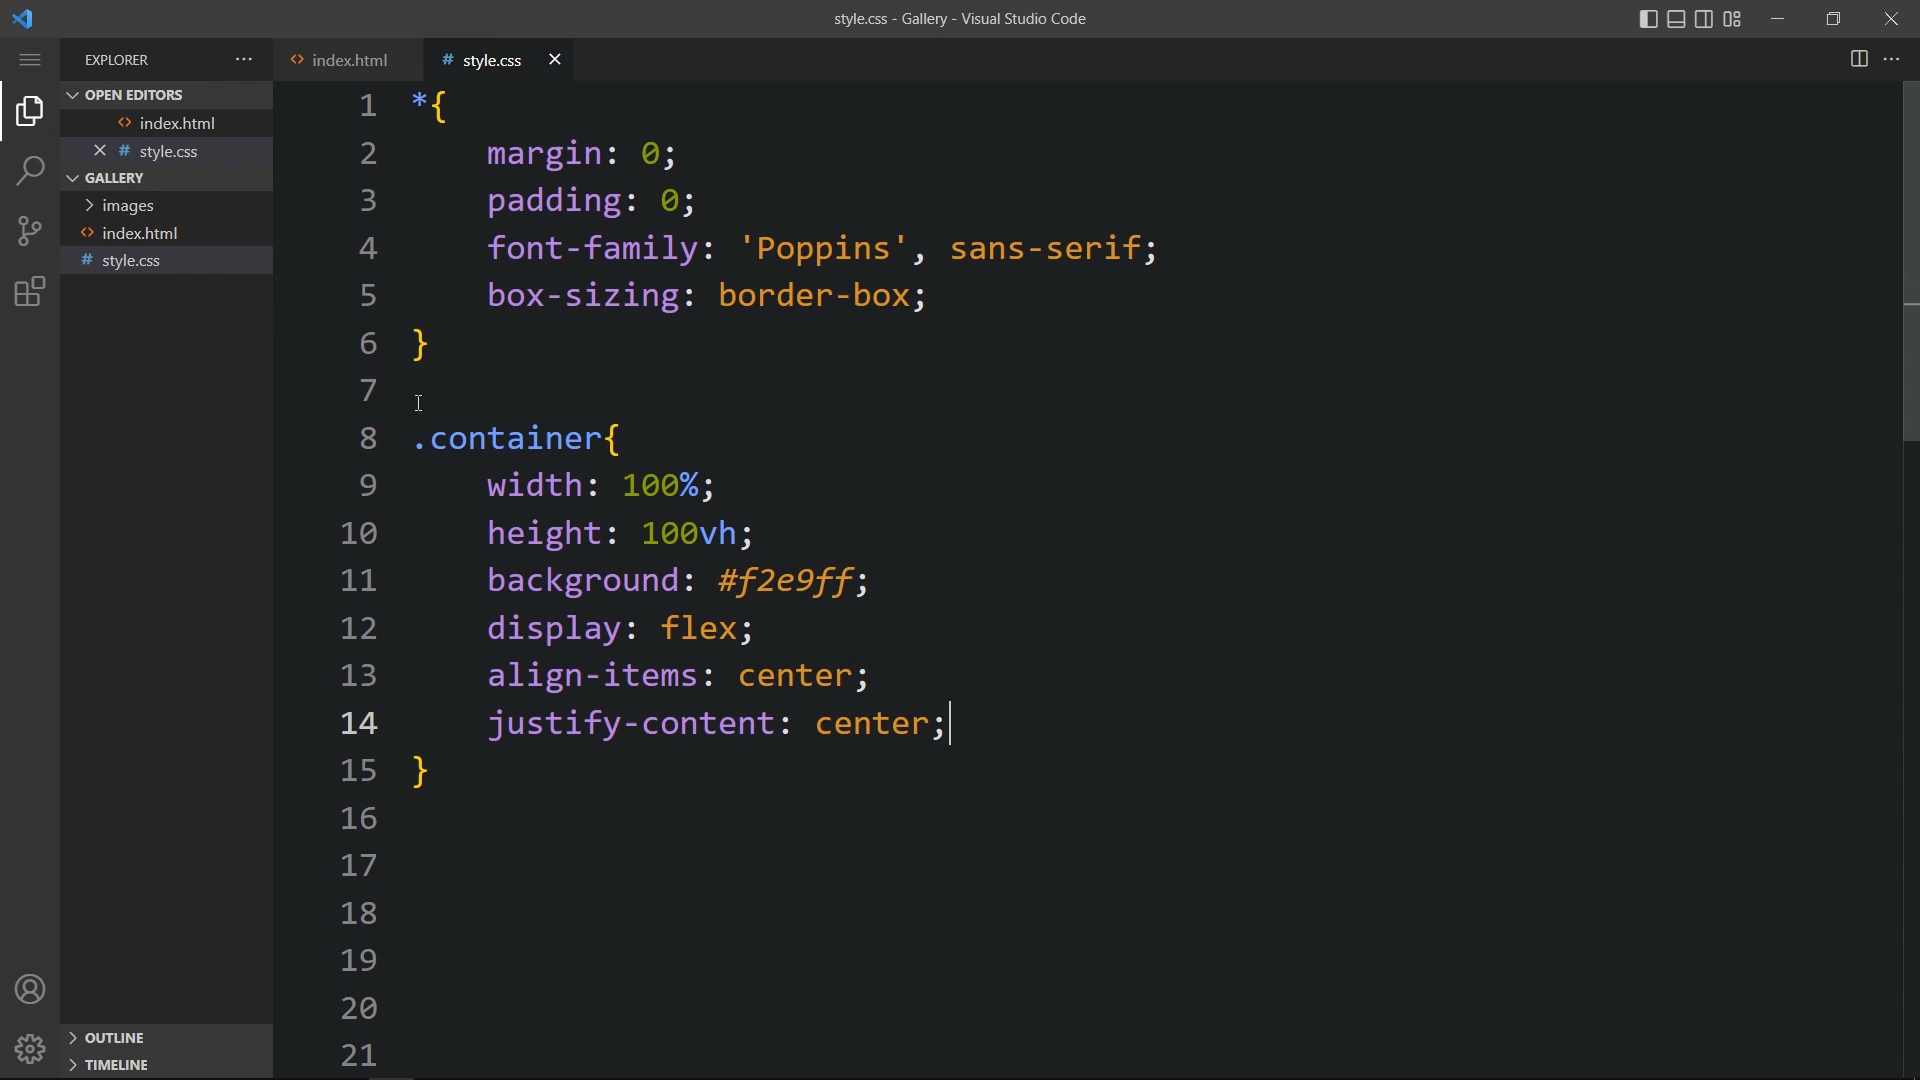 style.css - Gallery - Visual Studio Code
EXPLORER
index.html
# style.css
OPEN EDITORS
index.html
# style.css
GALLERY
images
index.html
# style.css
OUTLINE
TIMELINE
1 *{
2 margin: 0;
3 padding: 0;
4 font-family: 'Poppins', sans-serif;
5 box-sizing: border-box;
6 }
7
8 .container{
9 width: 100%;
10 height: 100vh;
11 background: #f2e9ff;
12 display: flex;
13 align-items: center;
14 justify-content: center;
15 }
16
17
18
19
20
21